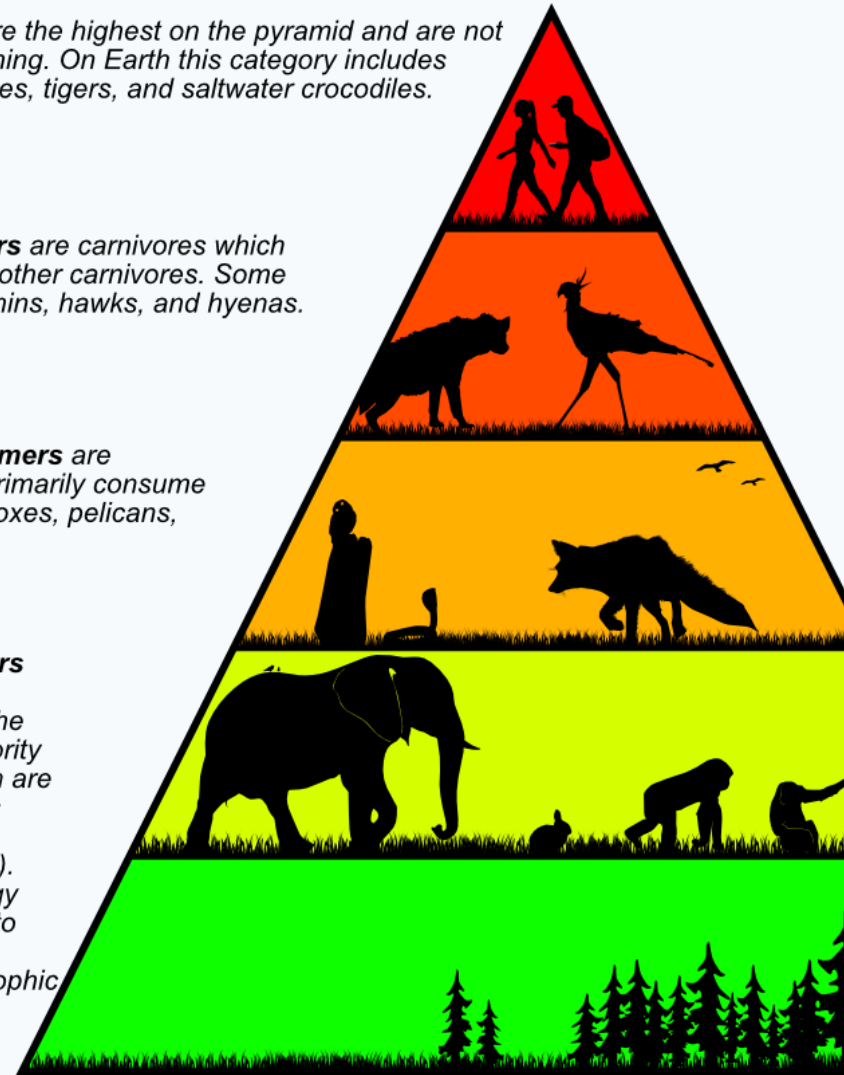 re the highest on the pyramid and are not
ning. On Earth this category includes
es, tigers, and saltwater crocodiles.
rs are carnivores which
other carnivores. Some
hins, hawks, and hyenas.
mers are
rimarily consume
oxes, pelicans,
rs
he
ority
are
).
gy
to
ophic